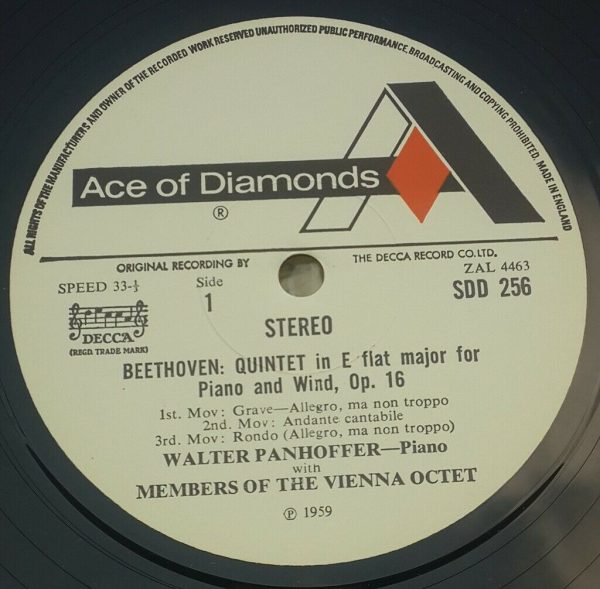 ALL RIGHTS OF THE MANUFACTURERS AND OWNER OF THE RECORDED WORK RESERVED UNAUTHORIZED PUBLIC PERFORMANCE, BROADCASTING AND COPYING PROHIBITED. MADE IN ENGLAND
Ace of Diamonds
®
ORIGINAL RECORDING BY THE DECCA RECORD CO. LTD.
SPEED 33-⅓ Side ZAL 4463
1 SDD 256
DECCA
(REGD. TRADE MARK)
STEREO
BEETHOVEN: QUINTET in E flat major for
Piano and Wind, Op. 16
1st. Mov: Grave—Allegro, ma non troppo
2nd. Mov: Andante cantabile
3rd. Mov: Rondo (Allegro, ma non troppo)
WALTER PANHOFFER—Piano
with
MEMBERS OF THE VIENNA OCTET
℗ 1959